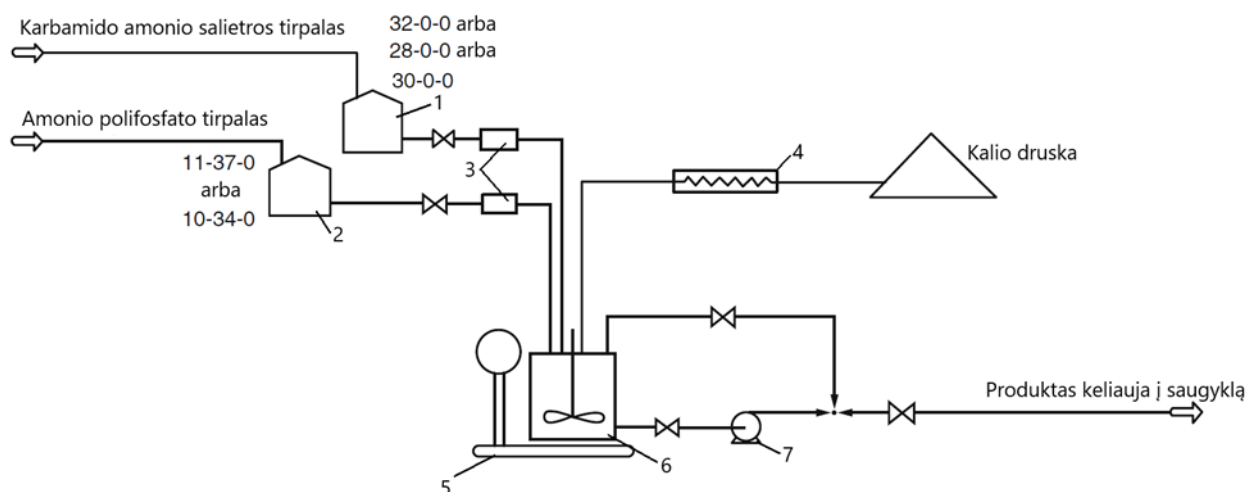 Karbamido amonio salietros tirpalas
32-0-0 arba
28-0-0 arba
30-0-0
1
Amonio polifosfato tirpalas
11-37-0
arba
10-34-0
2
3
4
Kalio druska
Produktas keliauja į saugyklą
5
6
7